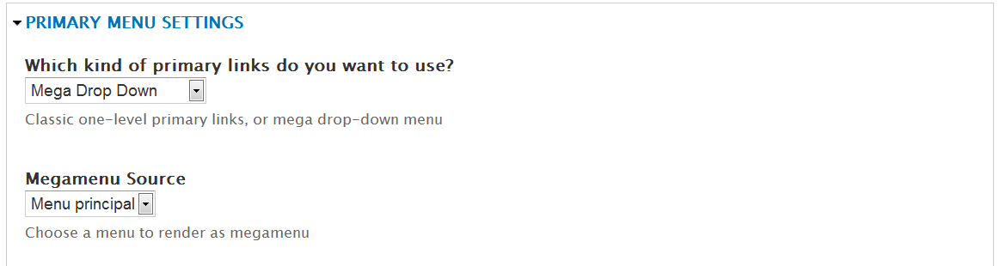 PRIMARY MENU SETTINGS
Which kind of primary links do you want to use?
Mega Drop Down
Classic one-level primary links, or mega drop-down menu
Megamenu Source
Menu principal
Choose a menu to render as megamenu